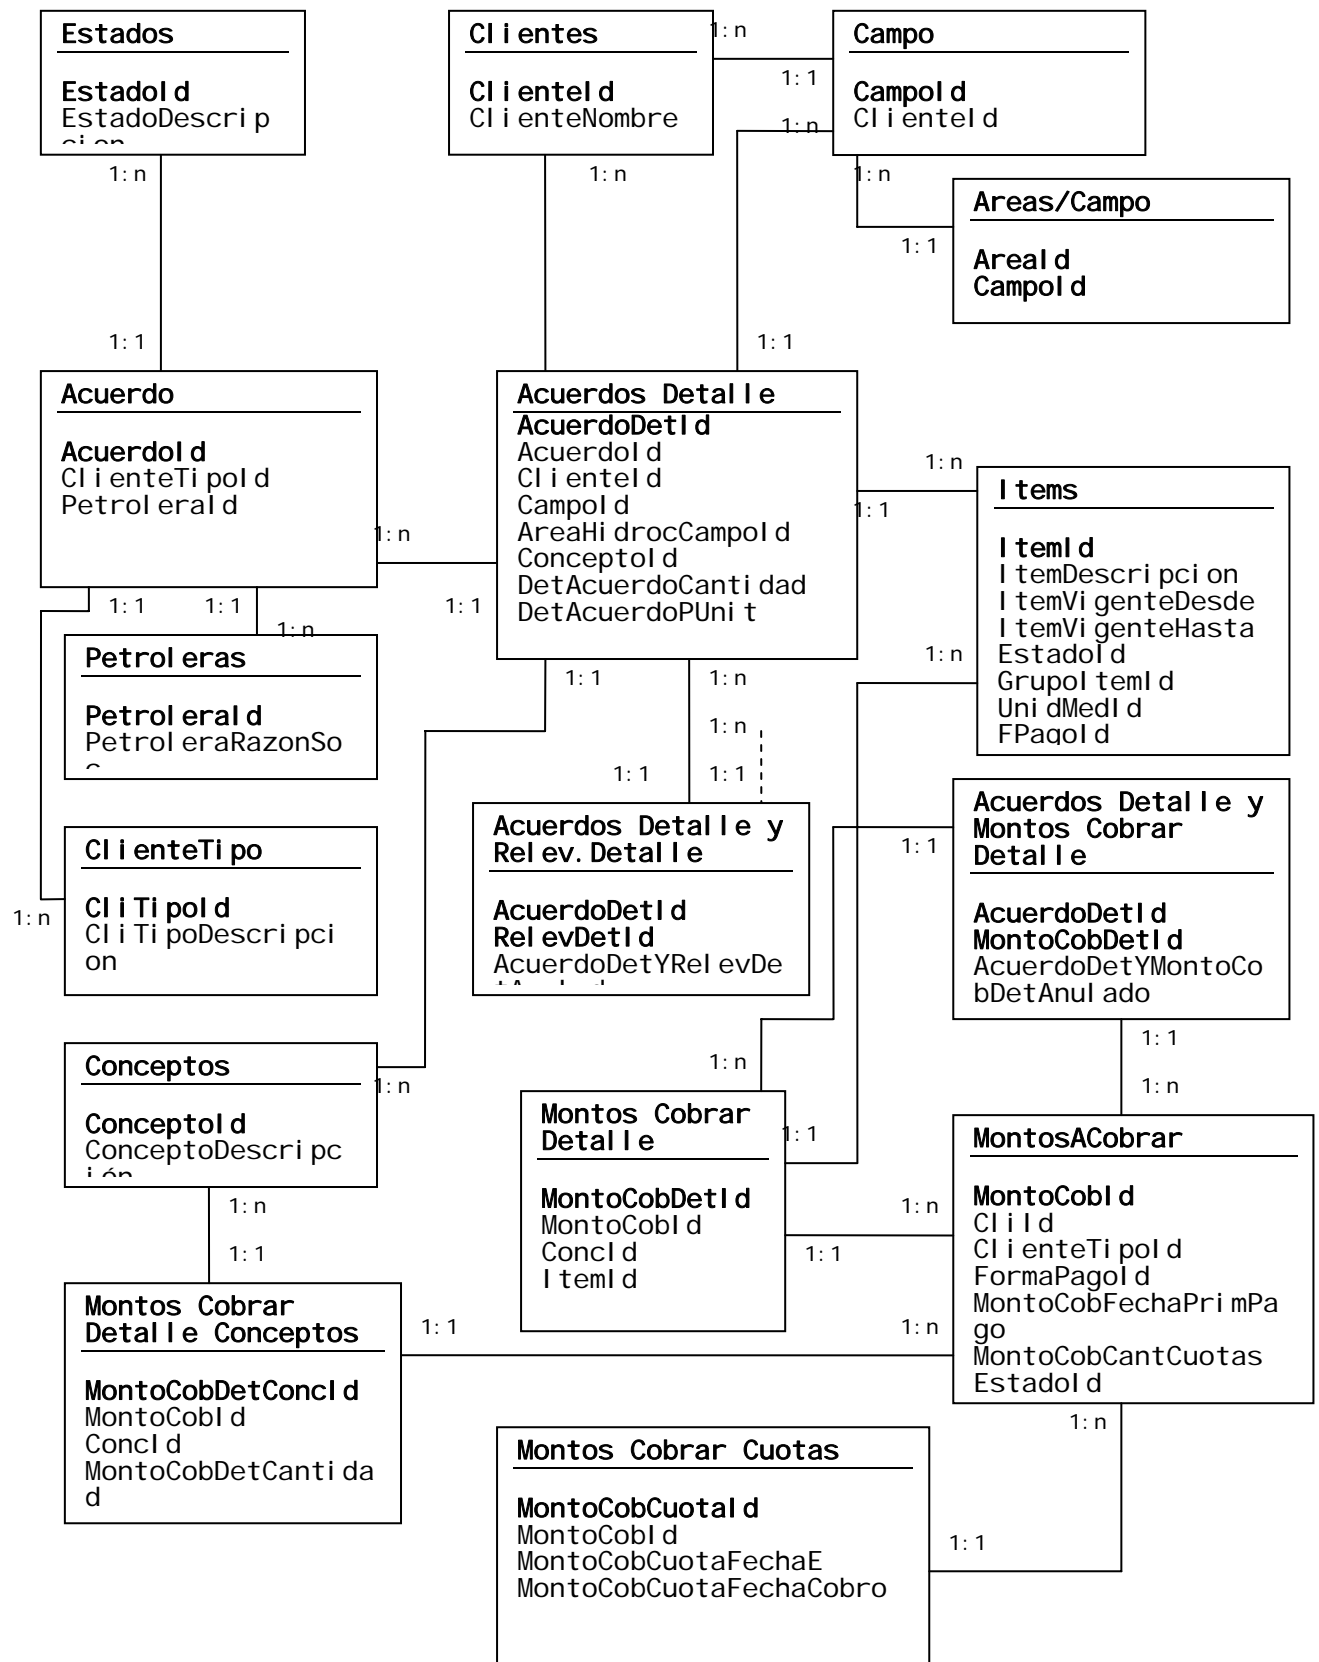 Estados
EstadoId
EstadoDescrip
cion
1:n
Clientes
ClienteId
ClienteNombre
1:n
1:n
1:1
Campo
CampoId
ClienteId
1:n
1:n
Areas/Campo
AreaId
CampoId
1:1
1:1
1:1
Acuerdo
AcuerdoId
ClienteTipoId
PetroleraId
1:n
1:1
1:1
1:1
1:n
Acuerdos Detalle
AcuerdoDetId
AcuerdoId
ClienteId
CampoId
AreaHidrocCampoId
ConceptoId
DetAcuerdoCantidad
DetAcuerdoPUnit
1:n
1:1
Items
ItemId
ItemDescripcion
ItemVigenteDesde
ItemVigenteHasta
EstadoId
GrupoItemId
UnidMedId
FPagoId
1:n
Petroleras
PetroleraId
PetroleraRazonSo
c
1:1
1:n
1:n
1:1
1:1
ClienteTipo
CliTipoId
CliTipoDescripci
on
1:n
Acuerdos Detalle y
Relev.Detalle
AcuerdoDetId
RelevDetId
AcuerdoDetYRelevDe
Acuerdos Detalle y
Montos Cobrar
Detalle
AcuerdoDetId
MontoCobDetId
AcuerdoDetYMontoCo
bDetAnulado
1:1
1:1
1:n
Conceptos
ConceptoId
ConceptoDescripc
ión
1:n
1:n
1:1
1:n
Montos Cobrar
Detalle
MontoCobDetId
MontoCobId
ConcId
ItemId
1:1
1:n
1:1
MontosACobrar
MontoCobId
CliId
ClienteTipoId
FormaPagoId
MontoCobFechaPrimPa
go
MontoCobCantCuotas
EstadoId
1:n
Montos Cobrar
Detalle Conceptos
MontoCobDetConcId
MontoCobId
ConcId
MontoCobDetCantida
d
1:1
1:n
Montos Cobrar Cuotas
MontoCobCuotaId
MontoCobId
MontoCobCuotaFechaE
MontoCobCuotaFechaCobro
1:1